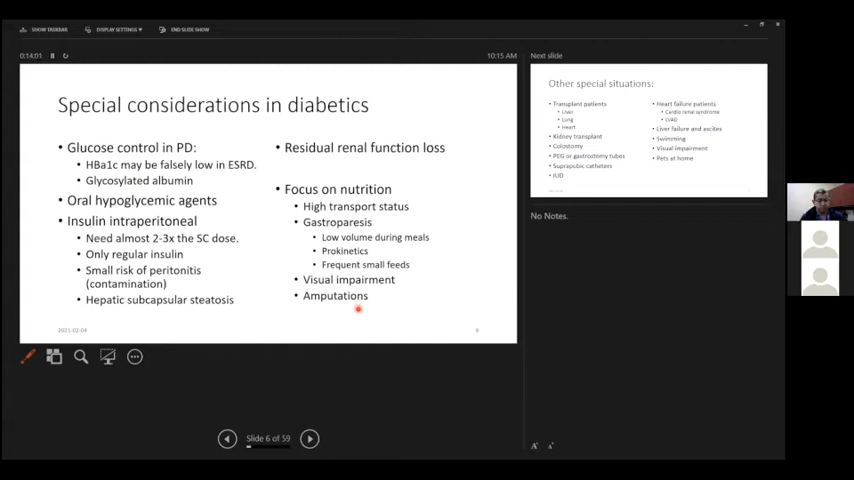 SHOW TASKBAR
DISPLAY SETTINGS ▾
END SLIDE SHOW
0:14:01
10:15 AM
Special considerations in diabetics
• Glucose control in PD:
• HBa1c may be falsely low in ESRD.
• Glycosylated albumin
• Oral hypoglycemic agents
• Insulin intraperitoneal
• Need almost 2-3x the SC dose.
• Only regular insulin
• Small risk of peritonitis
(contamination)
• Hepatic subcapsular steatosis
• Residual renal function loss
• Focus on nutrition
• High transport status
• Gastroparesis
• Low volume during meals
• Prokinetics
• Frequent small feeds
• Visual impairment
• Amputations
2021-02-04
6
Next slide
Other special situations:
• Transplant patients
• Liver
• Lung
• Heart
• Kidney transplant
• Colostomy
• PEG or gastrostomy tubes
• Suprapubic catheters
• IUD
• Heart failure patients
• Cardio renal syndrome
• LVAD
• Liver failure and ascites
• Swimming
• Visual impairment
• Pets at home
No Notes.
Slide 6 of 59
A A